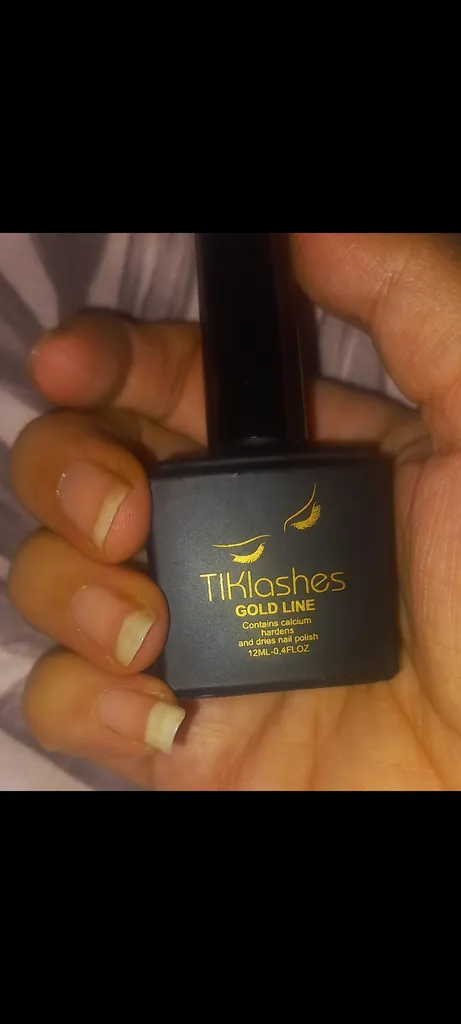 TIKlashes
GOLD LINE
Contains calcium
hardens
and dries nail polish
12ML-0,4FLOZ